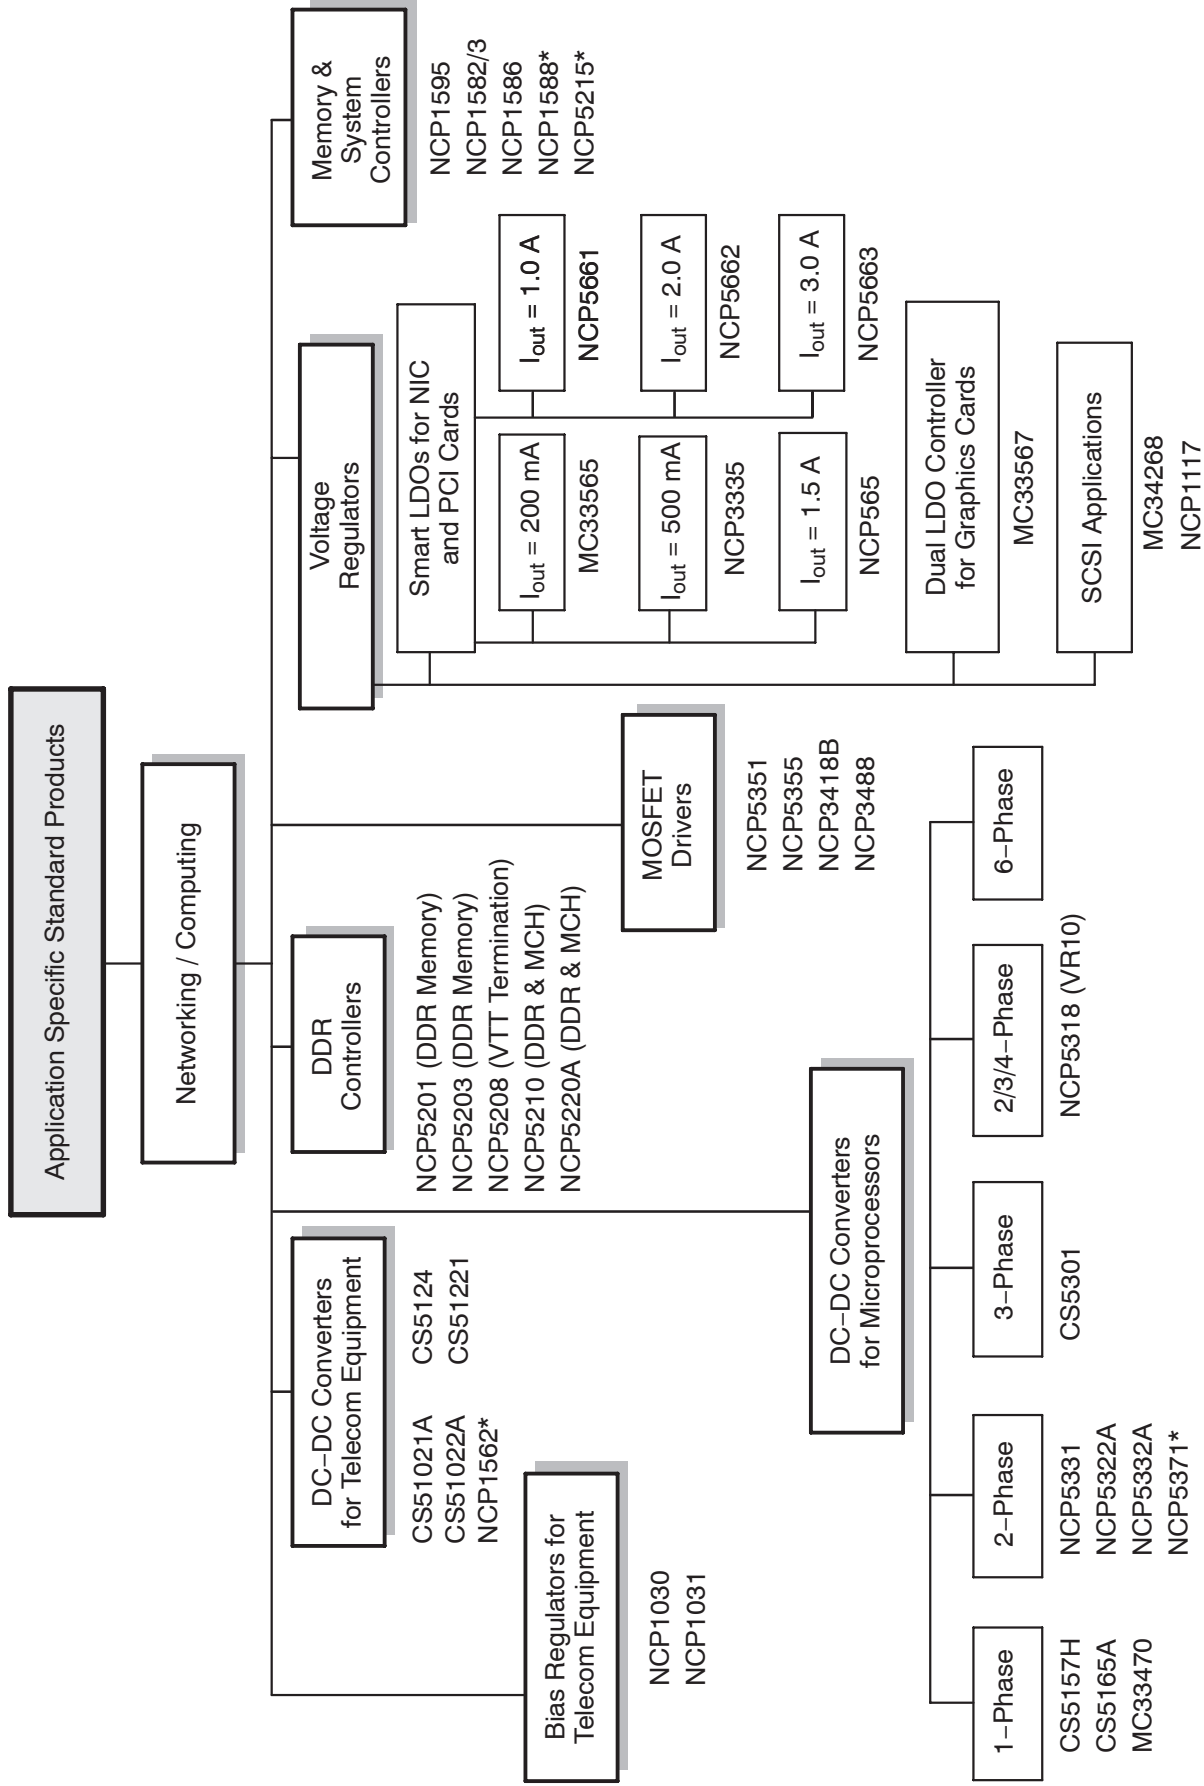 Application Specific Standard Products
Networking / Computing
Bias Regulators for
Telecom Equipment
NCP1030
NCP1031
DC−DC Converters
for Telecom Equipment
CS51021A
CS51022A
NCP1562*
CS5124
CS51221
DDR
Controllers
NCP5201 (DDR Memory)
NCP5203 (DDR Memory)
NCP5208 (VTT Termination)
NCP5210 (DDR & MCH)
NCP5220A (DDR & MCH)
DC−DC Converters
for Microprocessors
1−Phase
CS5157H
CS5165A
MC33470
2−Phase
NCP5331
NCP5322A
NCP5332A
NCP5371*
3−Phase
CS5301
2/3/4−Phase
NCP5318 (VR10)
6−Phase
MOSFET
Drivers
NCP5351
NCP5355
NCP3418B
NCP3488
Voltage
Regulators
Smart LDOs for NIC
and PCI Cards
Iout = 200 mA
MC33565
Iout = 500 mA
NCP3335
Iout = 1.5 A
NCP565
Iout = 1.0 A
NCP5661
Iout = 2.0 A
NCP5662
Iout = 3.0 A
NCP5663
Dual LDO Controller
for Graphics Cards
MC33567
SCSI Applications
MC34268
NCP1117
Memory &
System
Controllers
NCP1595
NCP1582/3
NCP1586
NCP1588*
NCP5215*